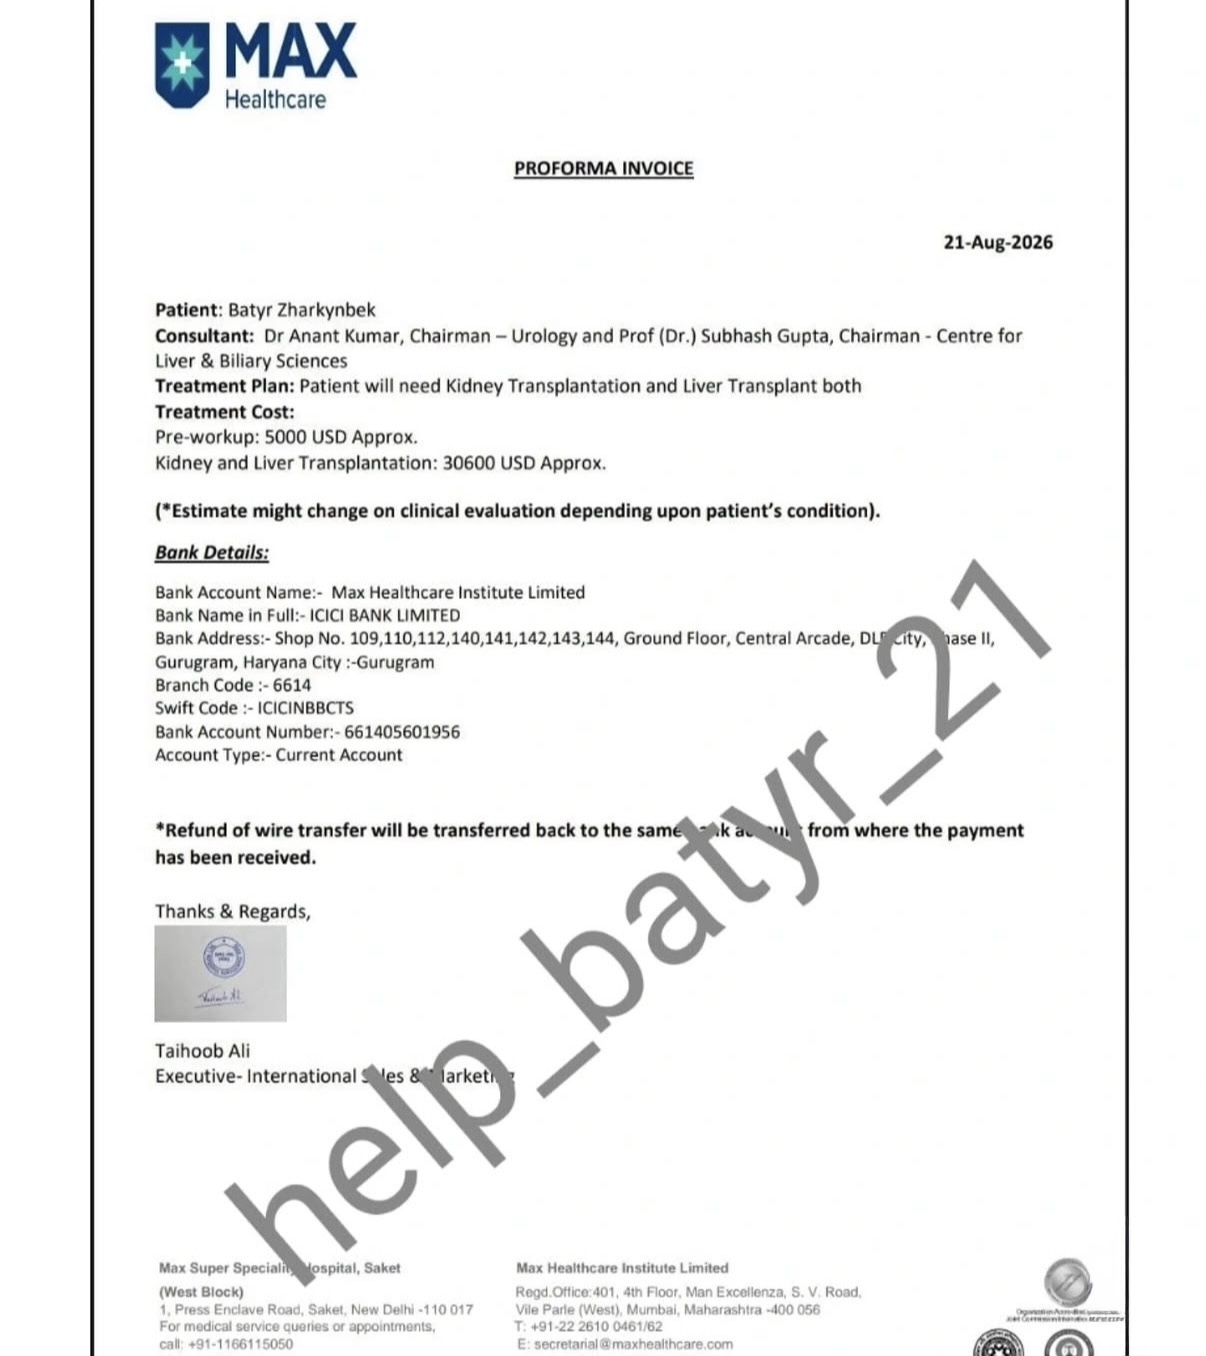 MAX
Healthcare
PROFORMA INVOICE
21-Aug-2026
Patient: Batyr Zharkynbek
Consultant: Dr Anant Kumar, Chairman – Urology and Prof (Dr.) Subhash Gupta, Chairman - Centre for
Liver & Biliary Sciences
Treatment Plan: Patient will need Kidney Transplantation and Liver Transplant both
Treatment Cost:
Pre-workup: 5000 USD Approx.
Kidney and Liver Transplantation: 30600 USD Approx.
(*Estimate might change on clinical evaluation depending upon patient's condition).
Bank Details:
Bank Account Name:- Max Healthcare Institute Limited
Bank Name in Full:- ICICI BANK LIMITED
Bank Address:- Shop No. 109,110,112,140,141,142,143,144, Ground Floor, Central Arcade, DLF City, Phase II,
Gurugram, Haryana City :-Gurugram
Branch Code :- 6614
Swift Code :- ICICINBBCTS
Bank Account Number:- 661405601956
Account Type:- Current Account
*Refund of wire transfer will be transferred back to the same bank account from where the payment
has been received.
Thanks & Regards,
Taihoob Ali
Executive- International Sales & Marketing
help_batyr_21
Max Super Speciality Hospital, Saket
(West Block)
1, Press Enclave Road, Saket, New Delhi -110 017
For medical service queries or appointments,
call: +91-1166115050
Max Healthcare Institute Limited
Regd.Office:401, 4th Floor, Man Excellenza, S. V. Road,
Vile Parle (West), Mumbai, Maharashtra -400 056
T: +91-22 2610 0461/62
E: secretarial@maxhealthcare.com